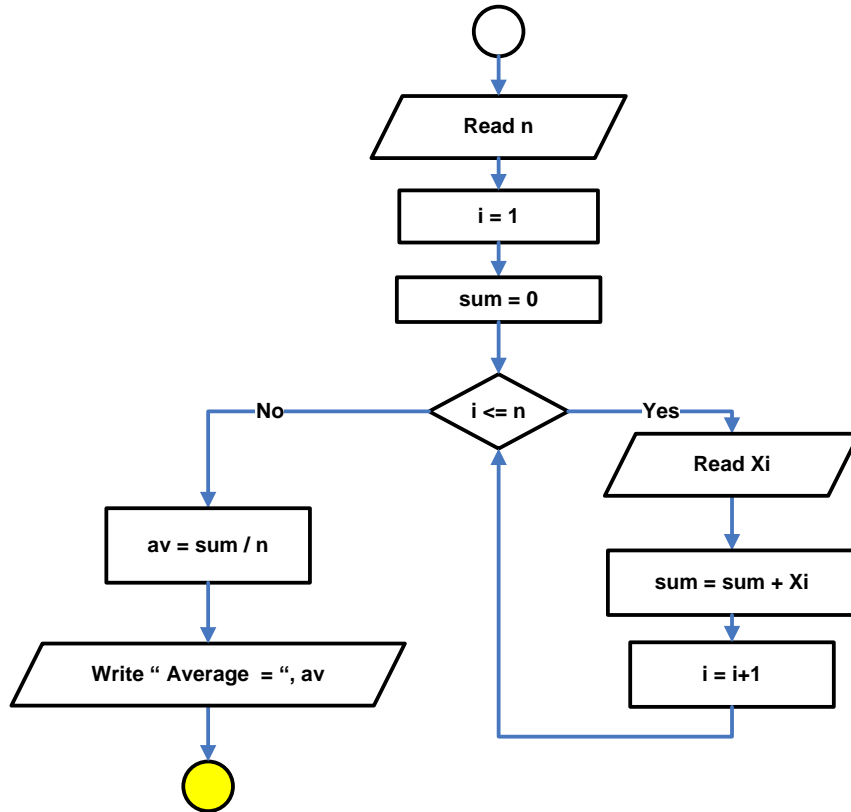 Read n
i = 1
sum = 0
i <= n
No
Yes
Read Xi
sum = sum + Xi
i = i+1
av = sum / n
Write “ Average  = “, av